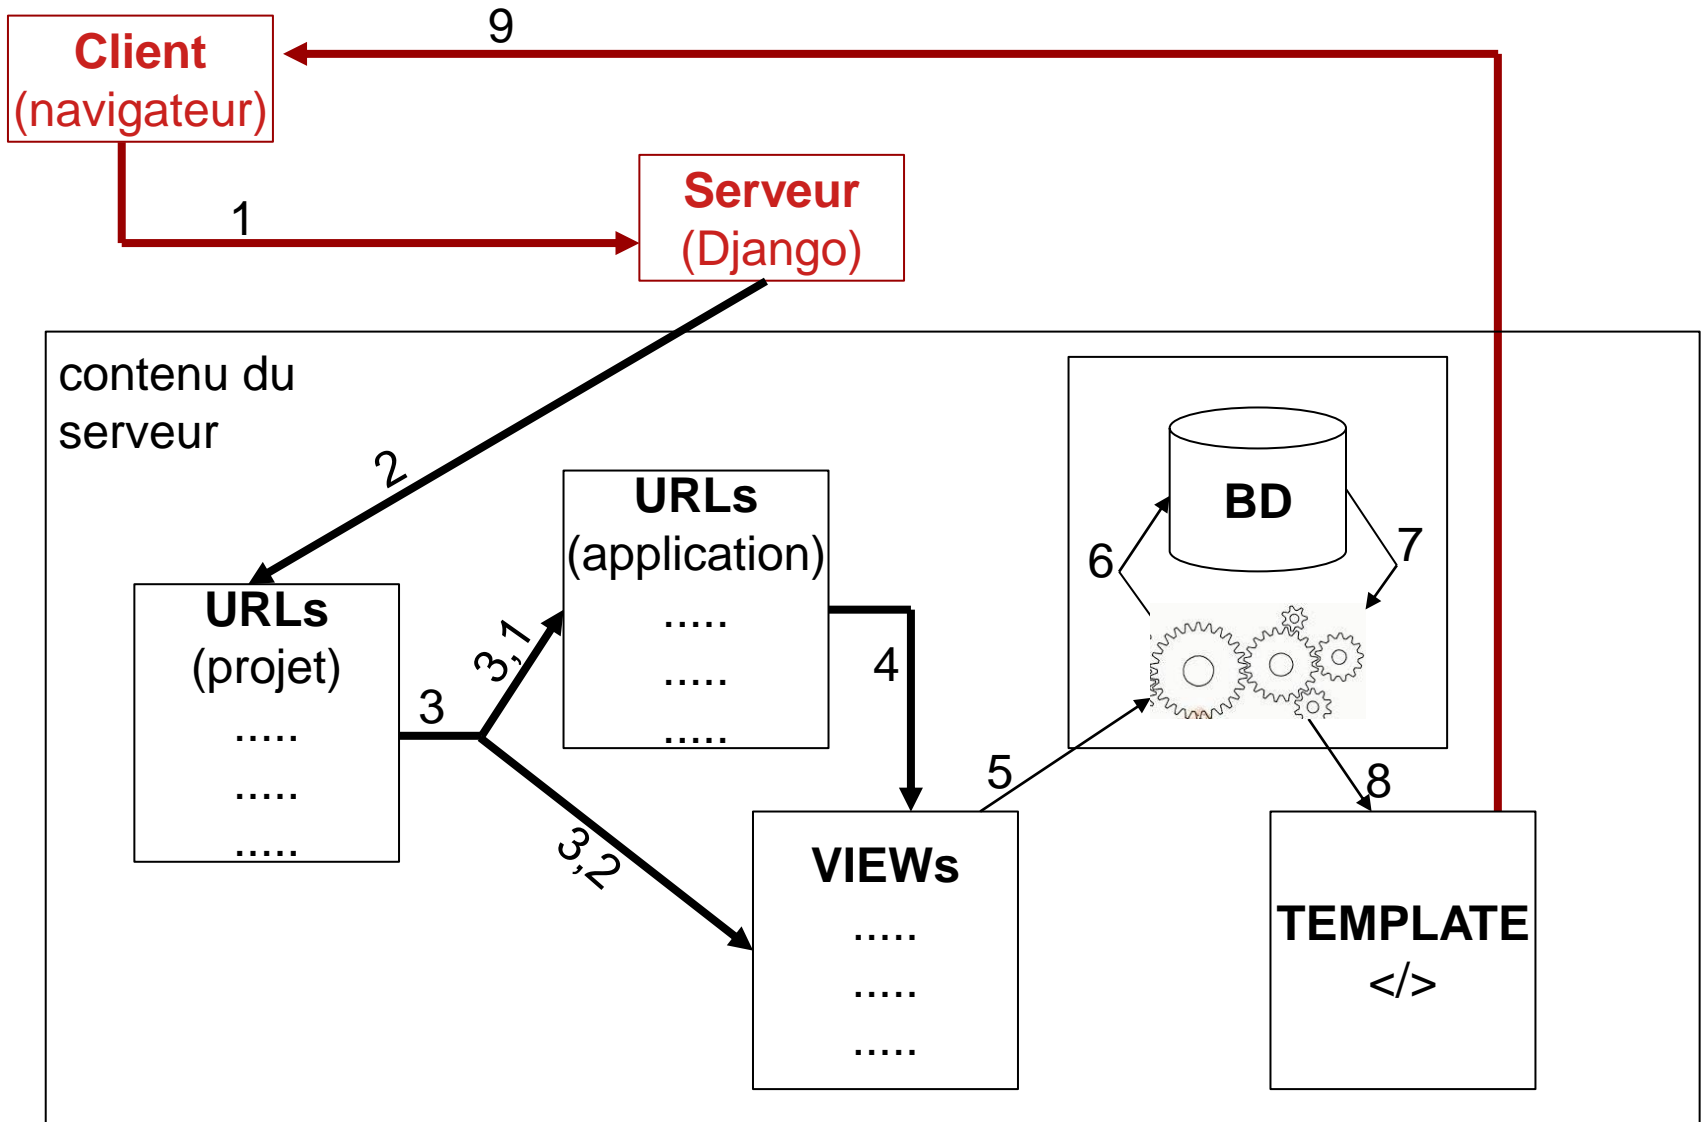 9
Client
(navigateur)
1
Serveur
(Django)
contenu du
serveur
2
URLs
(application)
.....
.....
.....
BD
6
7
URLs
(projet)
.....
.....
.....
3
3,1
3,2
4
5
8
VIEWs
.....
.....
.....
TEMPLATE
</>